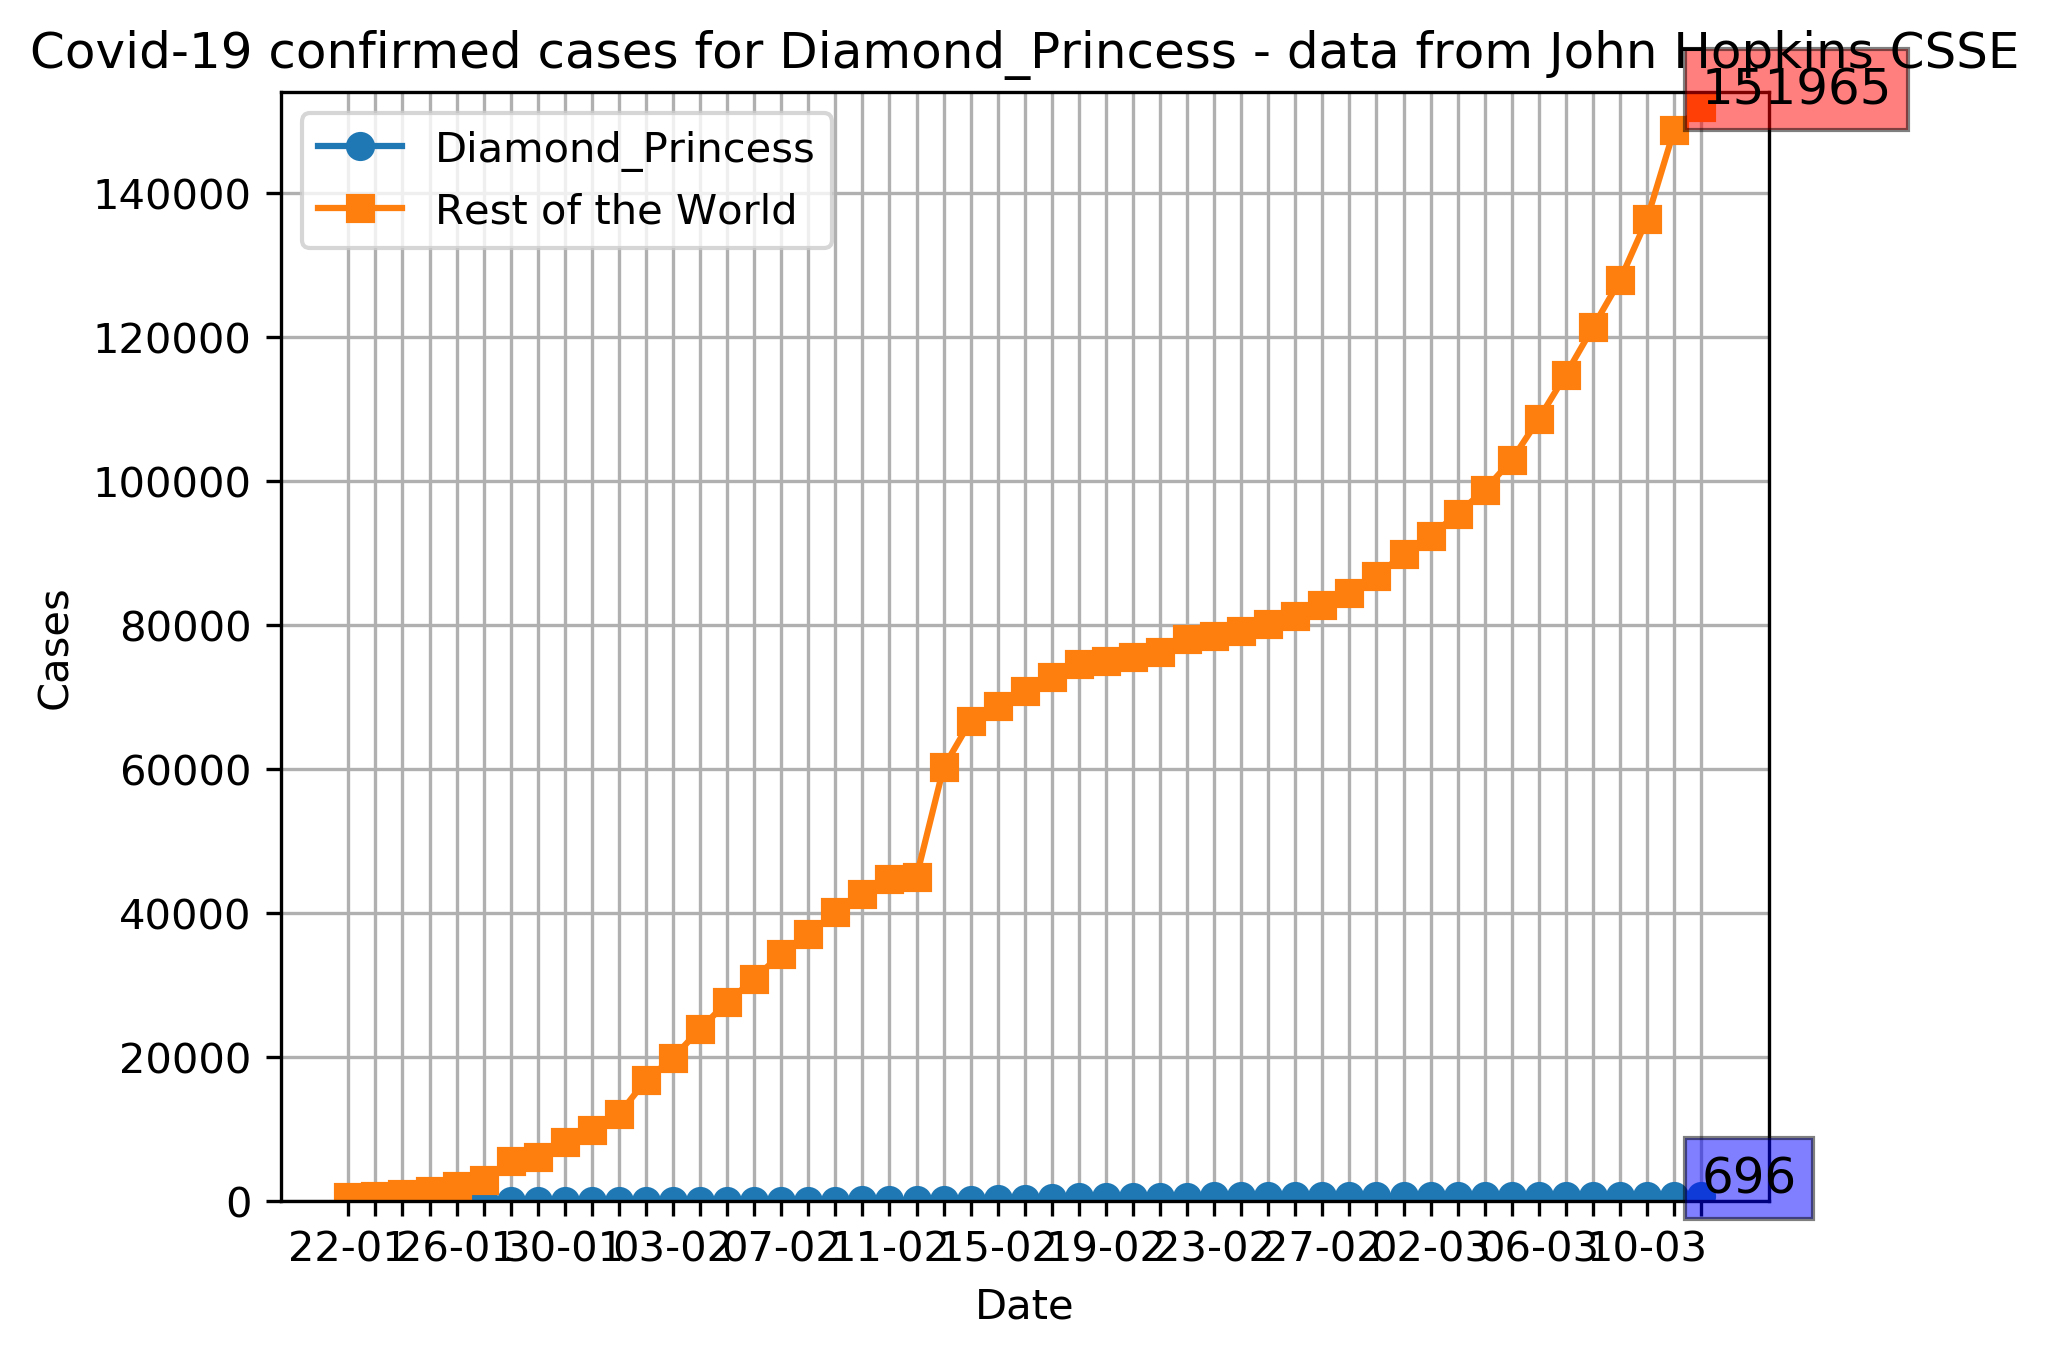 Covid-19 confirmed cases for Diamond_Princess - data from John Hopkins CSSE
151965
Diamond_Princess
Rest of the World
140000
120000
100000
80000
60000
40000
20000
0
Cases
696
22-01 26-01 30-01 03-02 07-02 11-02 15-02 19-02 23-02 27-02 02-03 06-03 10-03
Date